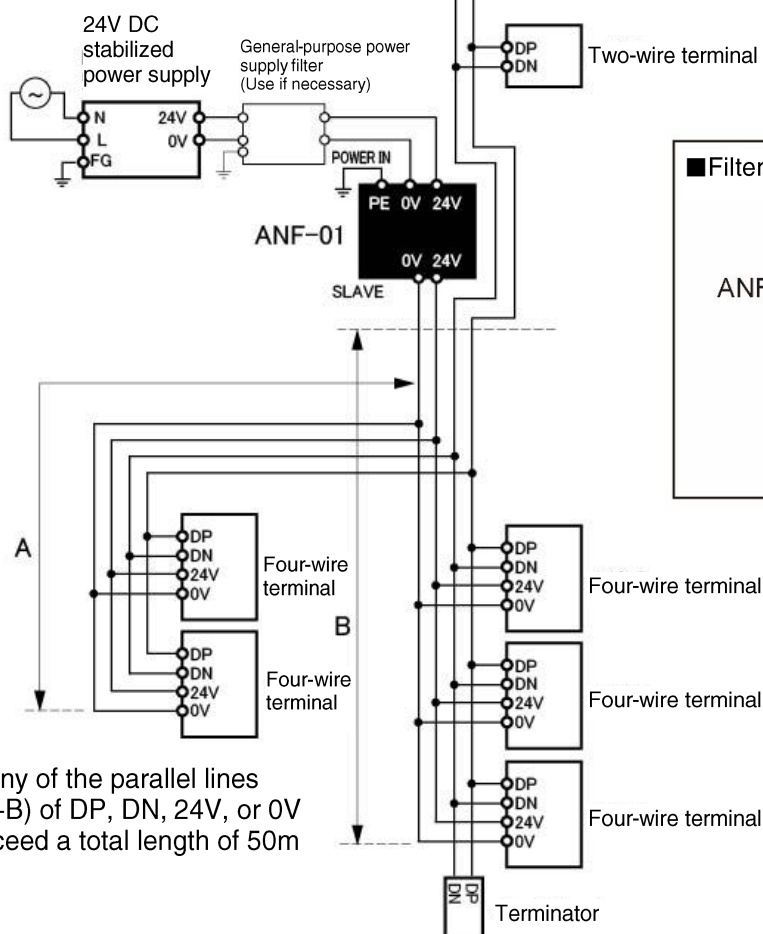 24V DC
stabilized
power supply
General-purpose power
supply filter
(Use if necessary)
DP
DN
Two-wire terminal
~
N
L
FG
24V
0V
POWER IN
PE 0V 24V
ANF-01
0V 24V
SLAVE
■Filter
ANF
A
B
DP
DN
24V
0V
Four-wire
terminal
DP
DN
24V
0V
Four-wire
terminal
DP
DN
24V
0V
Four-wire terminal
DP
DN
24V
0V
Four-wire terminal
DP
DN
24V
0V
Four-wire terminal
ny of the parallel lines
-B) of DP, DN, 24V, or 0V
ceed a total length of 50m
DN
DP
Terminator